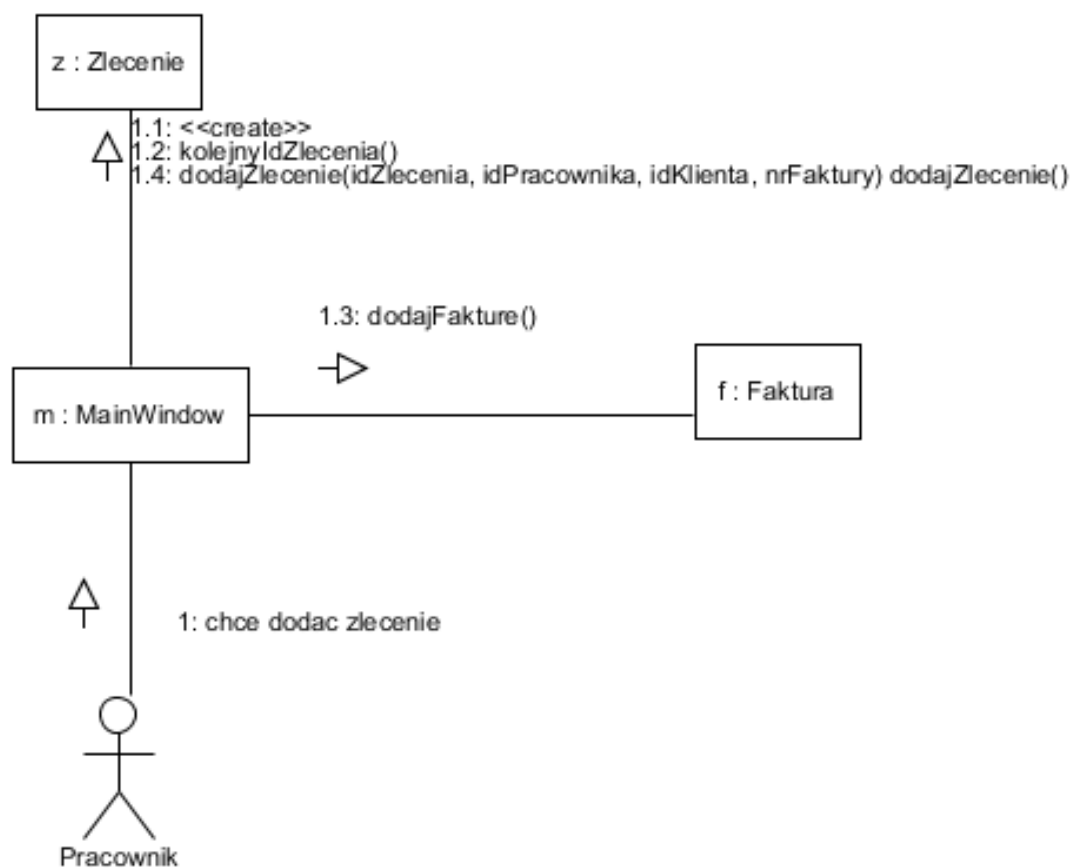 z : Zlecenie
1.1: <<create>>
1.2: kolejnyIdZlecenia()
1.4: dodajZlecenie(idZlecenia, idPracownika, idKlienta, nrFaktury) dodajZlecenie()
1.3: dodajFakture()
m : MainWindow
f : Faktura
1: chce dodac zlecenie
Pracownik